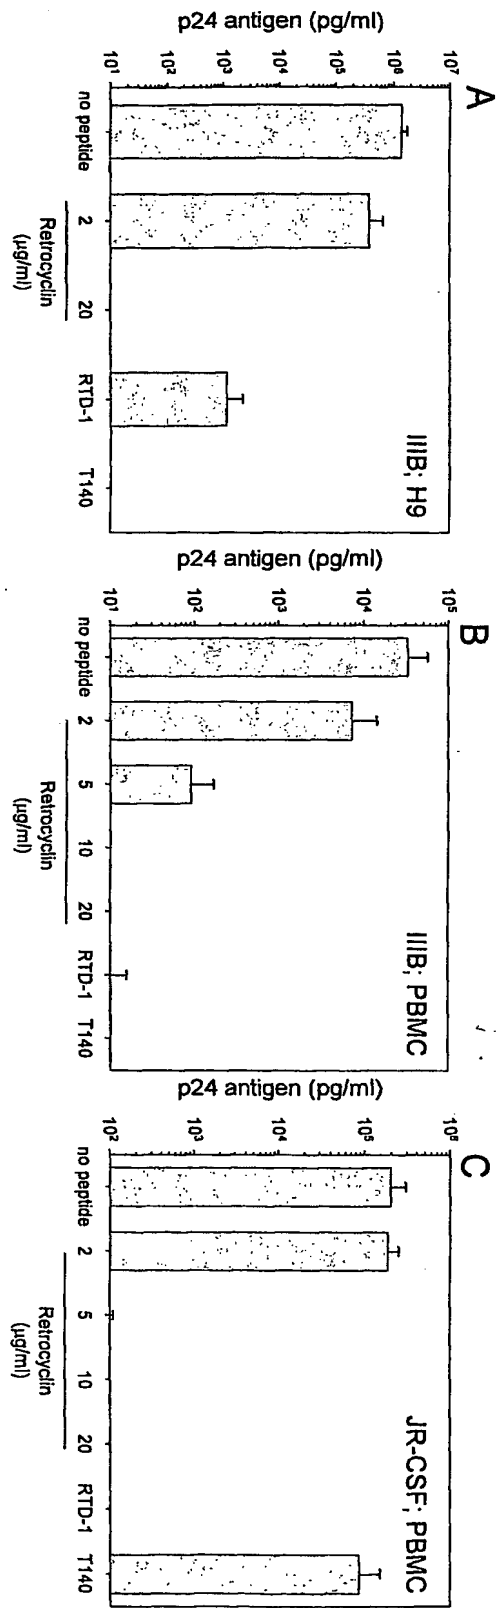 A
p24 antigen (pg/ml)
10⁷
10⁶
10⁵
10⁴
10³
10²
10¹
IIIB; H9
no peptide
2
20
RTD-1
T140
Retrocyclin
(µg/ml)
B
p24 antigen (pg/ml)
10⁵
10⁴
10³
10²
10¹
IIIB; PBMC
no peptide
2
5
10
20
RTD-1
T140
Retrocyclin
(µg/ml)
C
p24 antigen (pg/ml)
10⁶
10⁵
10⁴
10³
10²
JR-CSF; PBMC
no peptide
2
5
10
20
RTD-1
T140
Retrocyclin
(µg/ml)